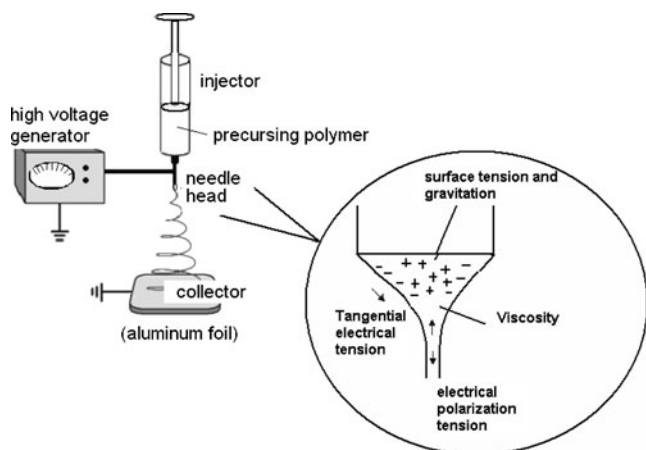 injector
high voltage
generator
precursing polymer
needle
head
collector
(aluminum foil)
surface tension and
gravitation
Tangential
electrical
tension
Viscosity
electrical
polarization
tension